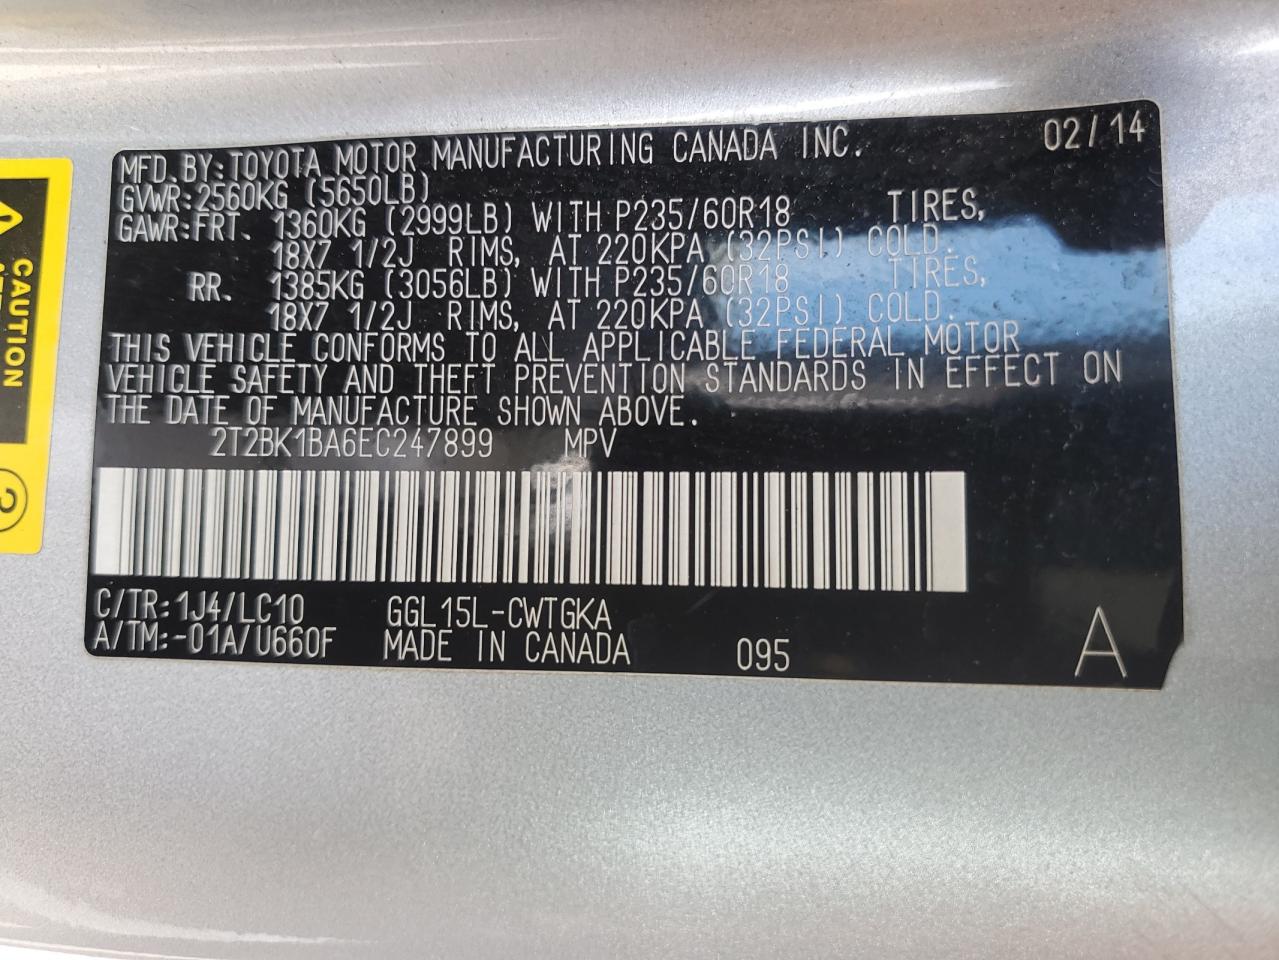 MFD. BY: TOYOTA MOTOR MANUFACTURING CANADA INC. 02/14
GVWR: 2560KG (5650LB)
GAWR: FRT. 1360KG (2999LB) WITH P235/60R18 TIRES,
18X7 1/2J RIMS, AT 220KPA (32PSI) COLD.
RR. 1385KG (3056LB) WITH P235/60R18 TIRES,
18X7 1/2J RIMS, AT 220KPA (32PSI) COLD.
THIS VEHICLE CONFORMS TO ALL APPLICABLE FEDERAL MOTOR
VEHICLE SAFETY AND THEFT PREVENTION STANDARDS IN EFFECT ON
THE DATE OF MANUFACTURE SHOWN ABOVE.
2T2BK1BA6EC247899 MPV
C/TR: 1J4/LC10 GGL15L-CWTGKA
A/TM: -01A/U660F MADE IN CANADA 095 A
CAUTION